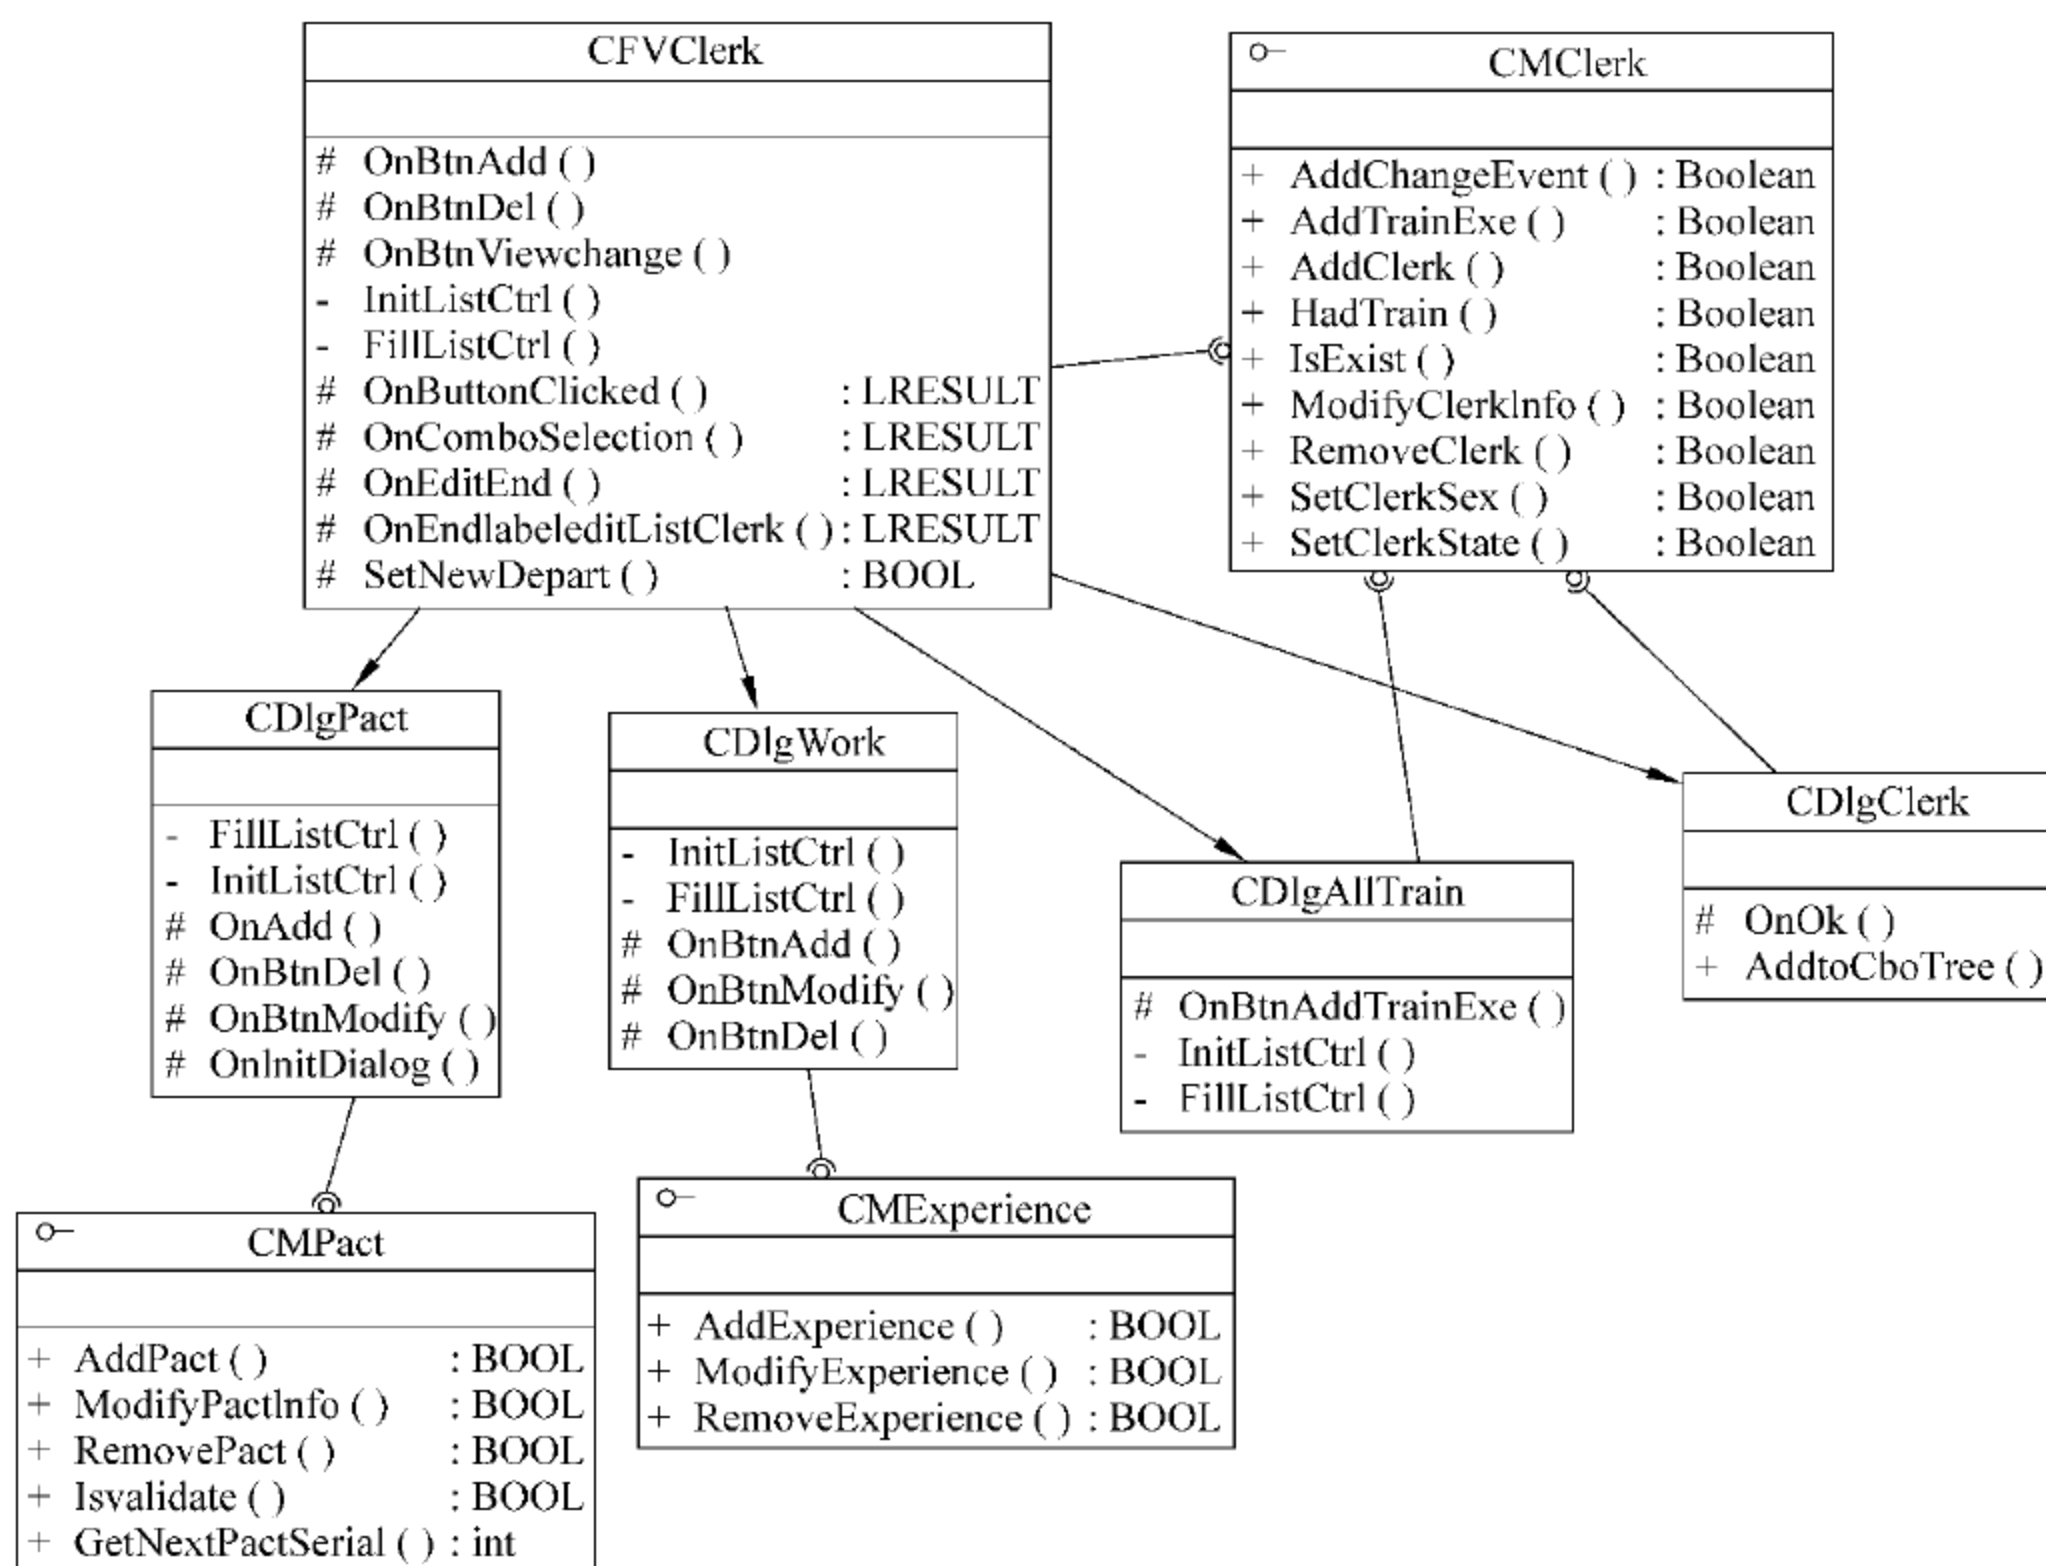 CFVClerk
# OnBtnAdd ( )
# OnBtnDel ( )
# OnBtnViewchange ( )
- InitListCtrl ( )
- FillListCtrl ( )
# OnButtonClicked ( ) : LRESULT
# OnComboSelection ( ) : LRESULT
# OnEditEnd ( ) : LRESULT
# OnEndlabeleditListClerk ( ) : LRESULT
# SetNewDepart ( ) : BOOL
CMClerk
+ AddChangeEvent ( ) : Boolean
+ AddTrainExe ( ) : Boolean
+ AddClerk ( ) : Boolean
+ HadTrain ( ) : Boolean
+ IsExist ( ) : Boolean
+ ModifyClerkInfo ( ) : Boolean
+ RemoveClerk ( ) : Boolean
+ SetClerkSex ( ) : Boolean
+ SetClerkState ( ) : Boolean
CDlgPact
- FillListCtrl ( )
- InitListCtrl ( )
# OnAdd ( )
# OnBtnDel ( )
# OnBtnModify ( )
# OnInitDialog ( )
CDlgWork
- InitListCtrl ( )
- FillListCtrl ( )
# OnBtnAdd ( )
# OnBtnModify ( )
# OnBtnDel ( )
CDlgAllTrain
# OnBtnAddTrainExe ( )
- InitListCtrl ( )
- FillListCtrl ( )
CDlgClerk
# OnOk ( )
+ AddtoCboTree ( )
CMPact
+ AddPact ( ) : BOOL
+ ModifyPactInfo ( ) : BOOL
+ RemovePact ( ) : BOOL
+ Isvalidate ( ) : BOOL
+ GetNextPactSerial ( ) : int
CMExperience
+ AddExperience ( ) : BOOL
+ ModifyExperience ( ) : BOOL
+ RemoveExperience ( ) : BOOL